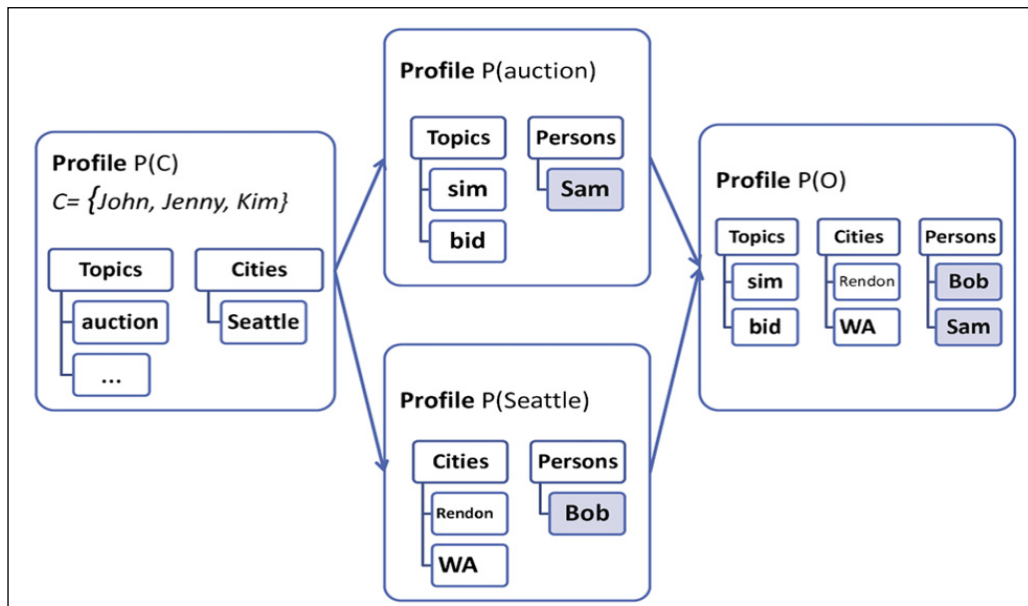 Profile P(C)
C= {John, Jenny, Kim}
Topics
auction
...
Cities
Seattle
Profile P(auction)
Topics
sim
bid
Persons
Sam
Profile P(Seattle)
Cities
Rendon
WA
Persons
Bob
Profile P(O)
Topics
sim
bid
Cities
Rendon
WA
Persons
Bob
Sam